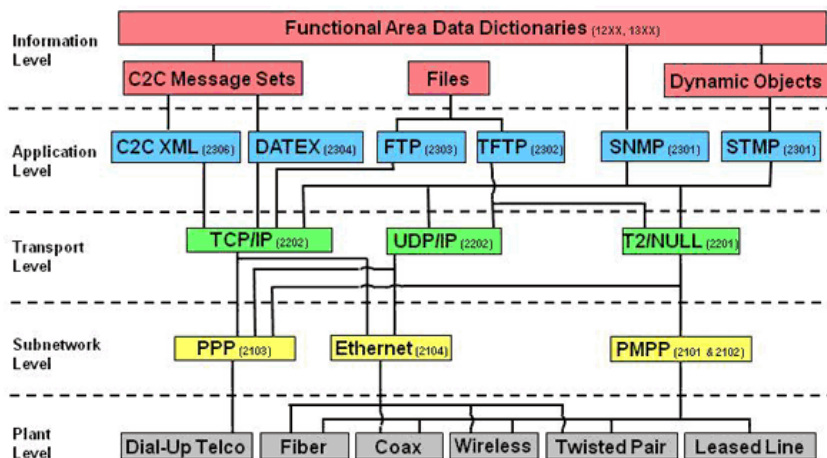 Information Level
Functional Area Data Dictionaries (12XX, 13XX)
C2C Message Sets
Files
Dynamic Objects
Application Level
C2C XML (2306)
DATEX (2304)
FTP (2303)
TFTP (2302)
SNMP (2301)
STMP (2301)
Transport Level
TCP/IP (2202)
UDP/IP (2202)
T2/NULL (2201)
Subnetwork Level
PPP (2103)
Ethernet (2104)
PMPP (2101 & 2102)
Plant Level
Dial-Up Telco
Fiber
Coax
Wireless
Twisted Pair
Leased Line